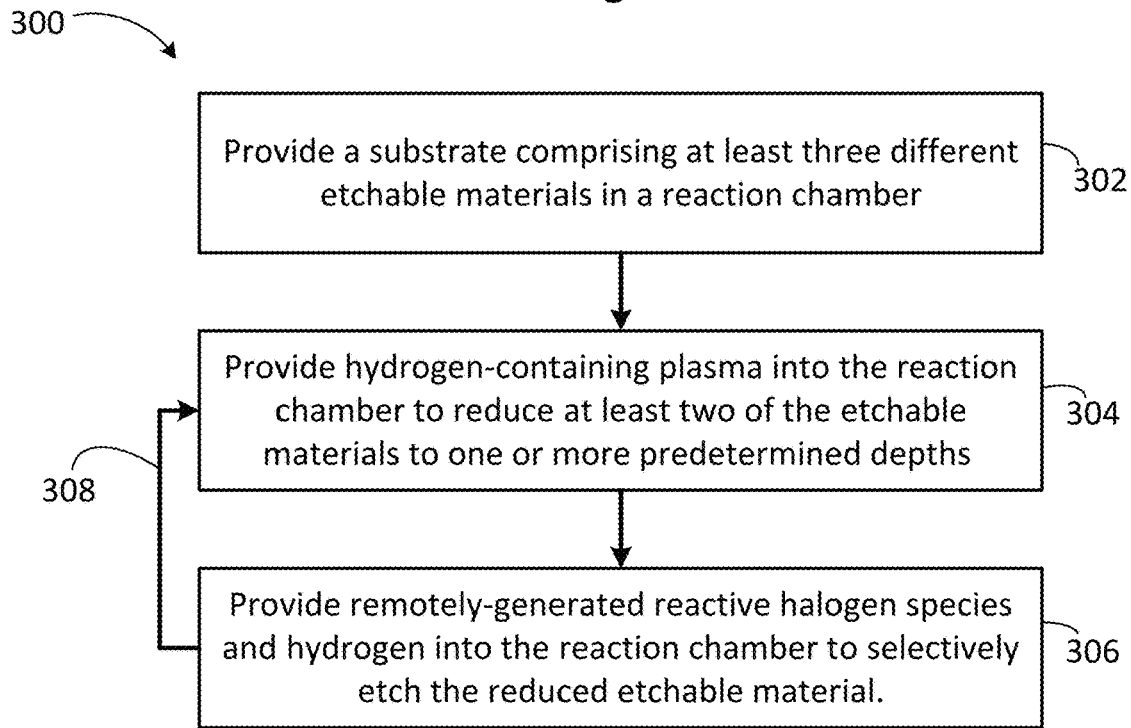 300
Provide a substrate comprising at least three different
etchable materials in a reaction chamber
302
Provide hydrogen-containing plasma into the reaction
chamber to reduce at least two of the etchable
materials to one or more predetermined depths
304
308
Provide remotely-generated reactive halogen species
and hydrogen into the reaction chamber to selectively
etch the reduced etchable material.
306